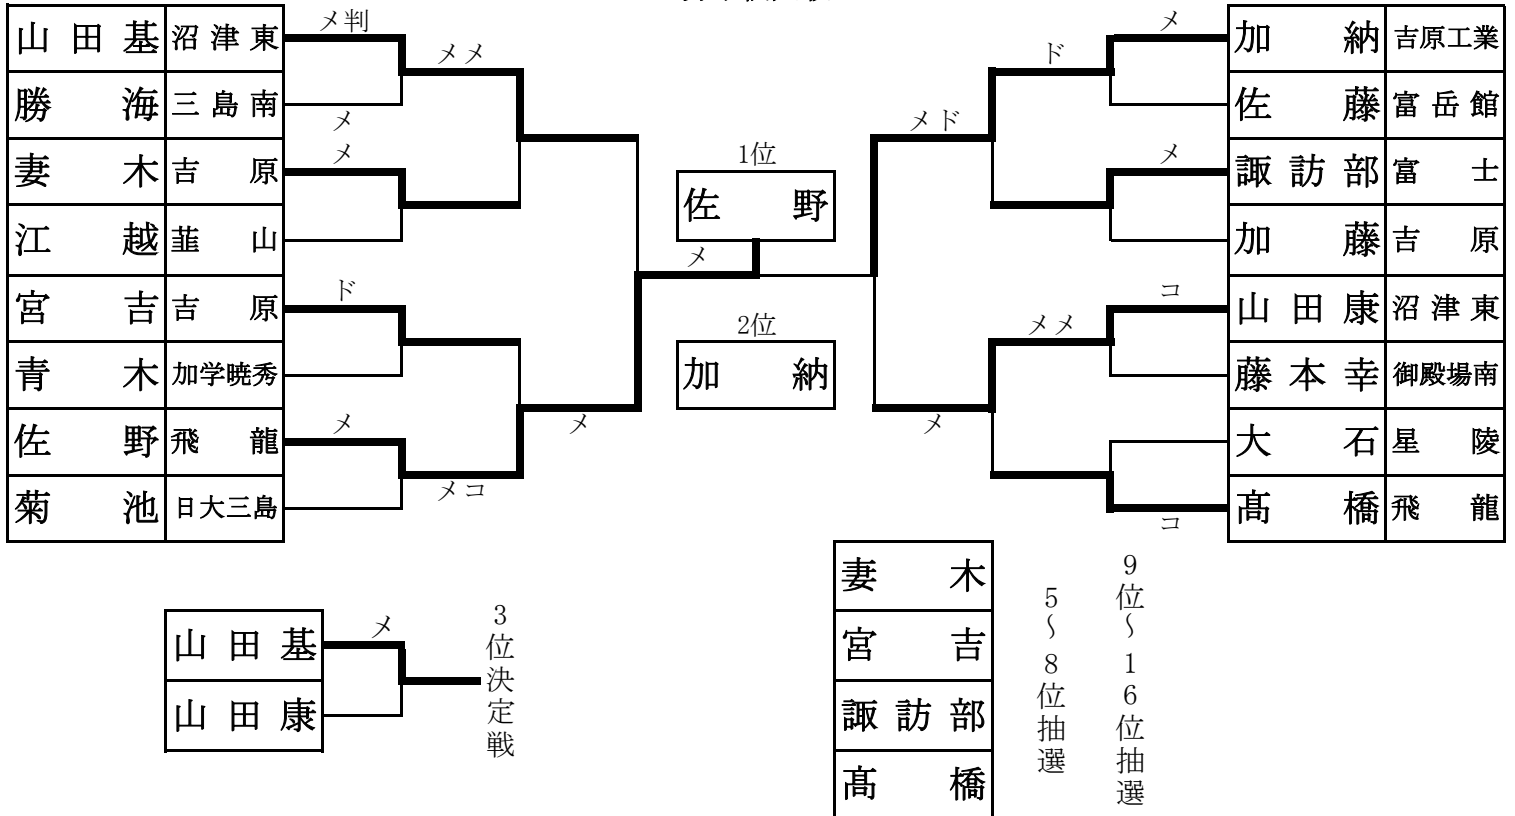 山田基 沼津東
勝海 三島南
妻木 吉原
江越 韮山
宮吉 吉原
青木 加学暁秀
佐野 飛龍
菊池 日大三島
メ判
メ
メメ
メ
ド
メ
メコ
メ
1位
佐野
メ
2位
加納
メ
ド
メド
メ
コ
メメ
メ
コ
加納 吉原工業
佐藤 富岳館
諏訪部 富士
加藤 吉原
山田康 沼津東
藤本幸 御殿場南
大石 星陵
髙橋 飛龍
山田基
山田康
メ
3位決定戦
妻木
宮吉
諏訪部
髙橋
5〜8位抽選
9位〜16位抽選